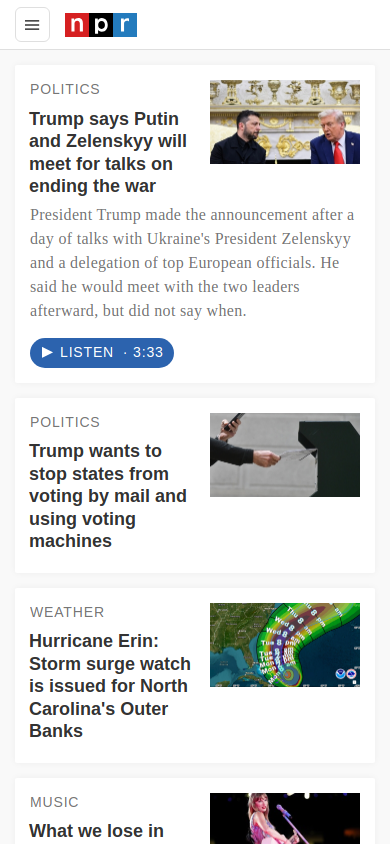 npr
POLITICS
Trump says Putin
and Zelenskyy will
meet for talks on
ending the war
President Trump made the announcement after a
day of talks with Ukraine's President Zelenskyy
and a delegation of top European officials. He
said he would meet with the two leaders
afterward, but did not say when.
LISTEN · 3:33
POLITICS
Trump wants to
stop states from
voting by mail and
using voting
machines
WEATHER
Hurricane Erin:
Storm surge watch
is issued for North
Carolina's Outer
Banks
MUSIC
What we lose in